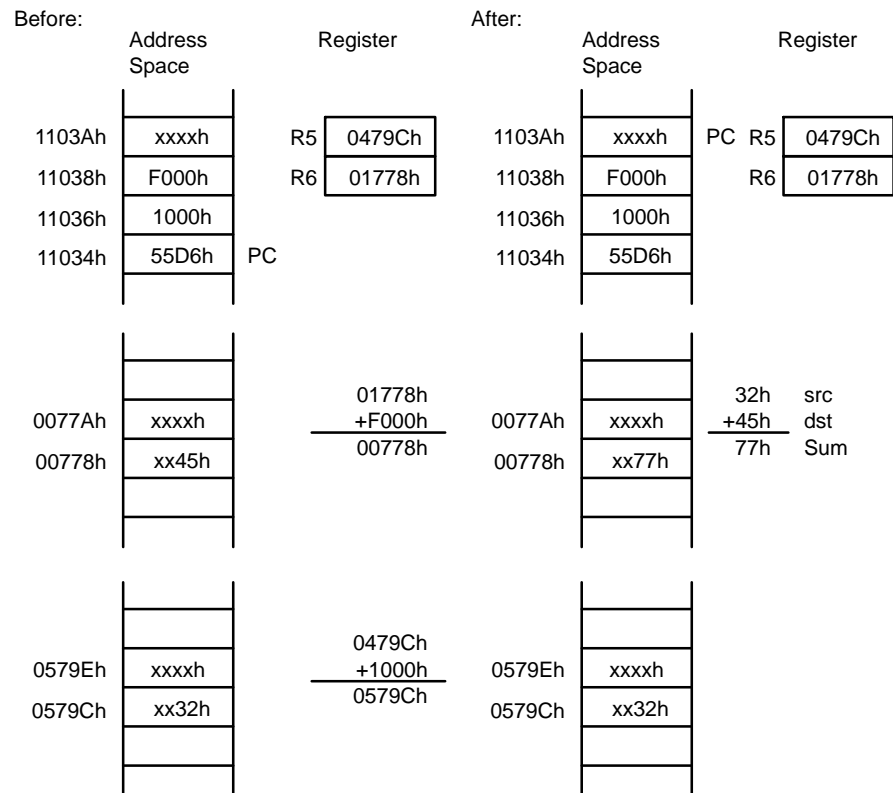 Before: After:
Address Register Address Register
Space Space
1103Ah xxxxh R5 0479Ch 1103Ah xxxxh PC R5 0479Ch
11038h F000h R6 01778h 11038h F000h R6 01778h
11036h 1000h 11036h 1000h
11034h 55D6h PC 11034h 55D6h
01778h 32h src
0077Ah xxxxh +F000h 0077Ah xxxxh +45h dst
00778h xx45h 00778h 00778h xx77h 77h Sum
0479Ch
0579Eh xxxxh +1000h 0579Eh xxxxh
0579Ch xx32h 0579Ch 0579Ch xx32h